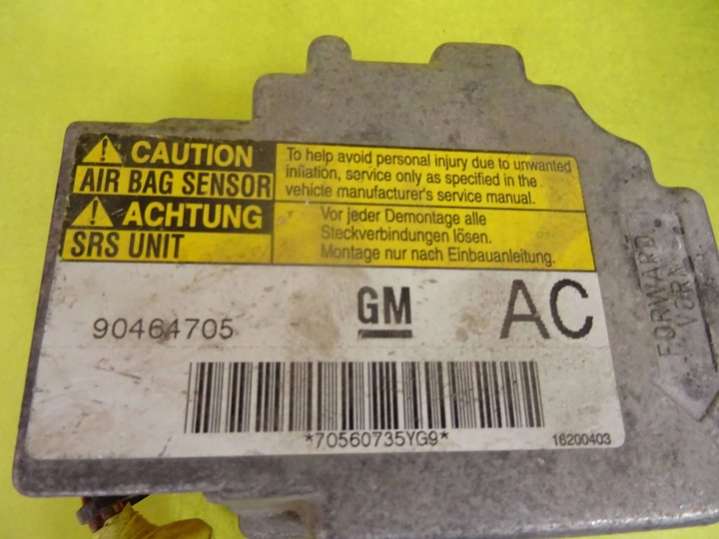 CAUTION
AIR BAG SENSOR
To help avoid personal injury due to unwanted
inflation, service only as specified in the
vehicle manufacturer's service manual.
ACHTUNG
SRS UNIT
Vor jeder Demontage alle
Steckverbindungen lösen.
Montage nur nach Einbauanleitung.
90464705
GM
AC
*70560735YG9*
16200403
FORWARD
VORN